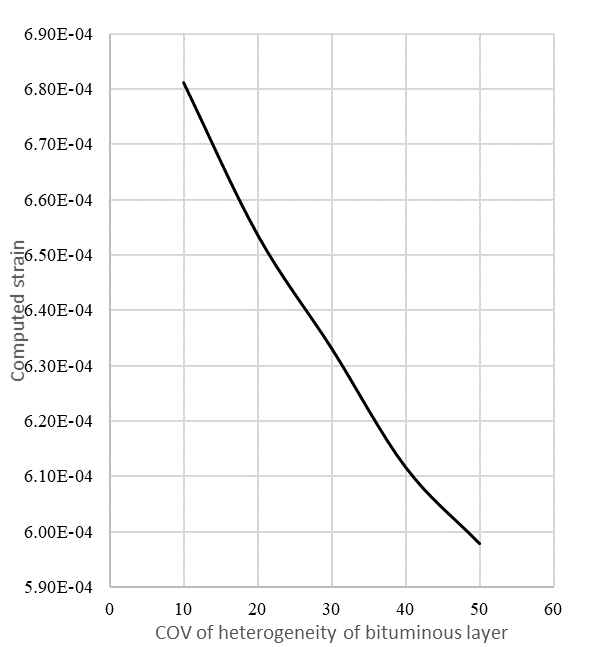 6.90E-04
6.80E-04
6.70E-04
6.60E-04
6.50E-04
6.40E-04
6.30E-04
6.20E-04
6.10E-04
6.00E-04
5.90E-04
Computed strain
0 10 20 30 40 50 60
COV of heterogeneity of bituminous layer